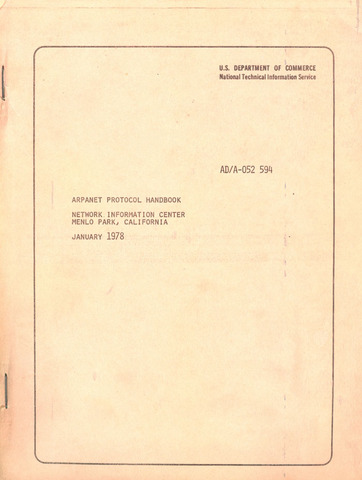 U.S. DEPARTMENT OF COMMERCE
National Technical Information Service
AD/A-052 594
ARPANET PROTOCOL HANDBOOK
NETWORK INFORMATION CENTER
MENLO PARK, CALIFORNIA
JANUARY 1978